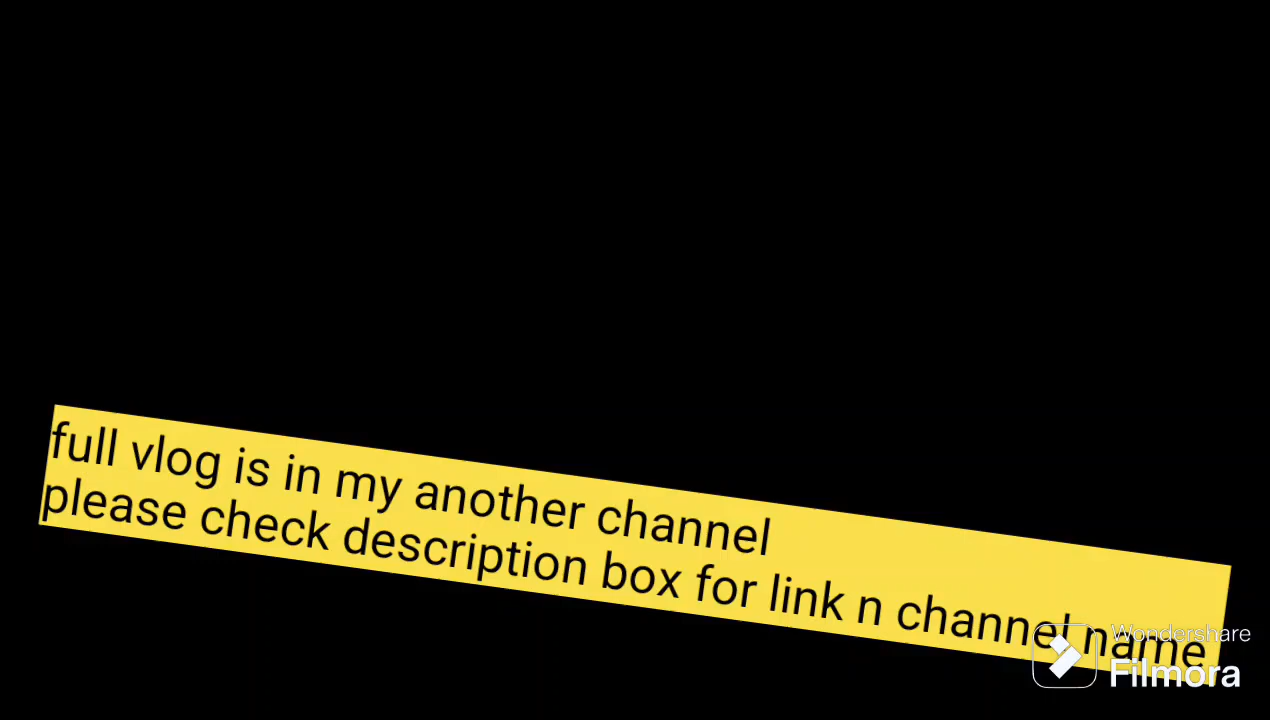 full vlog is in my another channel
please check description box for link n channel name
Wondershare
Filmora